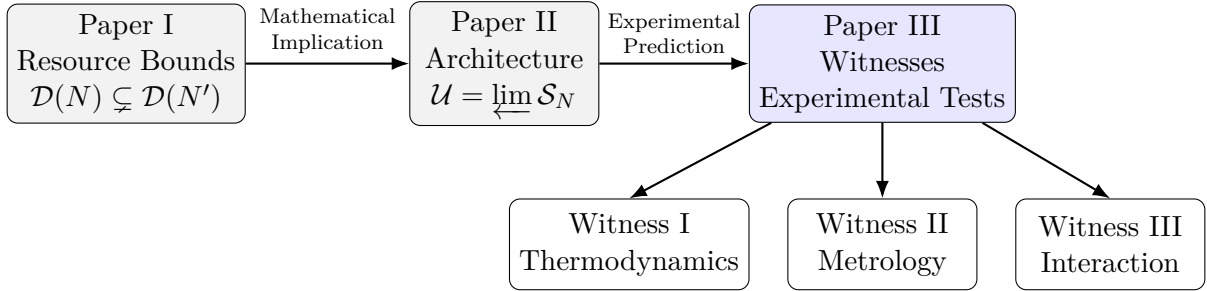 Paper I
Resource Bounds
𝒟(N) ⊊ 𝒟(N′)
Mathematical
Implication
Paper II
Architecture
𝒰 = lim← 𝒮_N
Experimental
Prediction
Paper III
Witnesses
Experimental Tests
Witness I
Thermodynamics
Witness II
Metrology
Witness III
Interaction